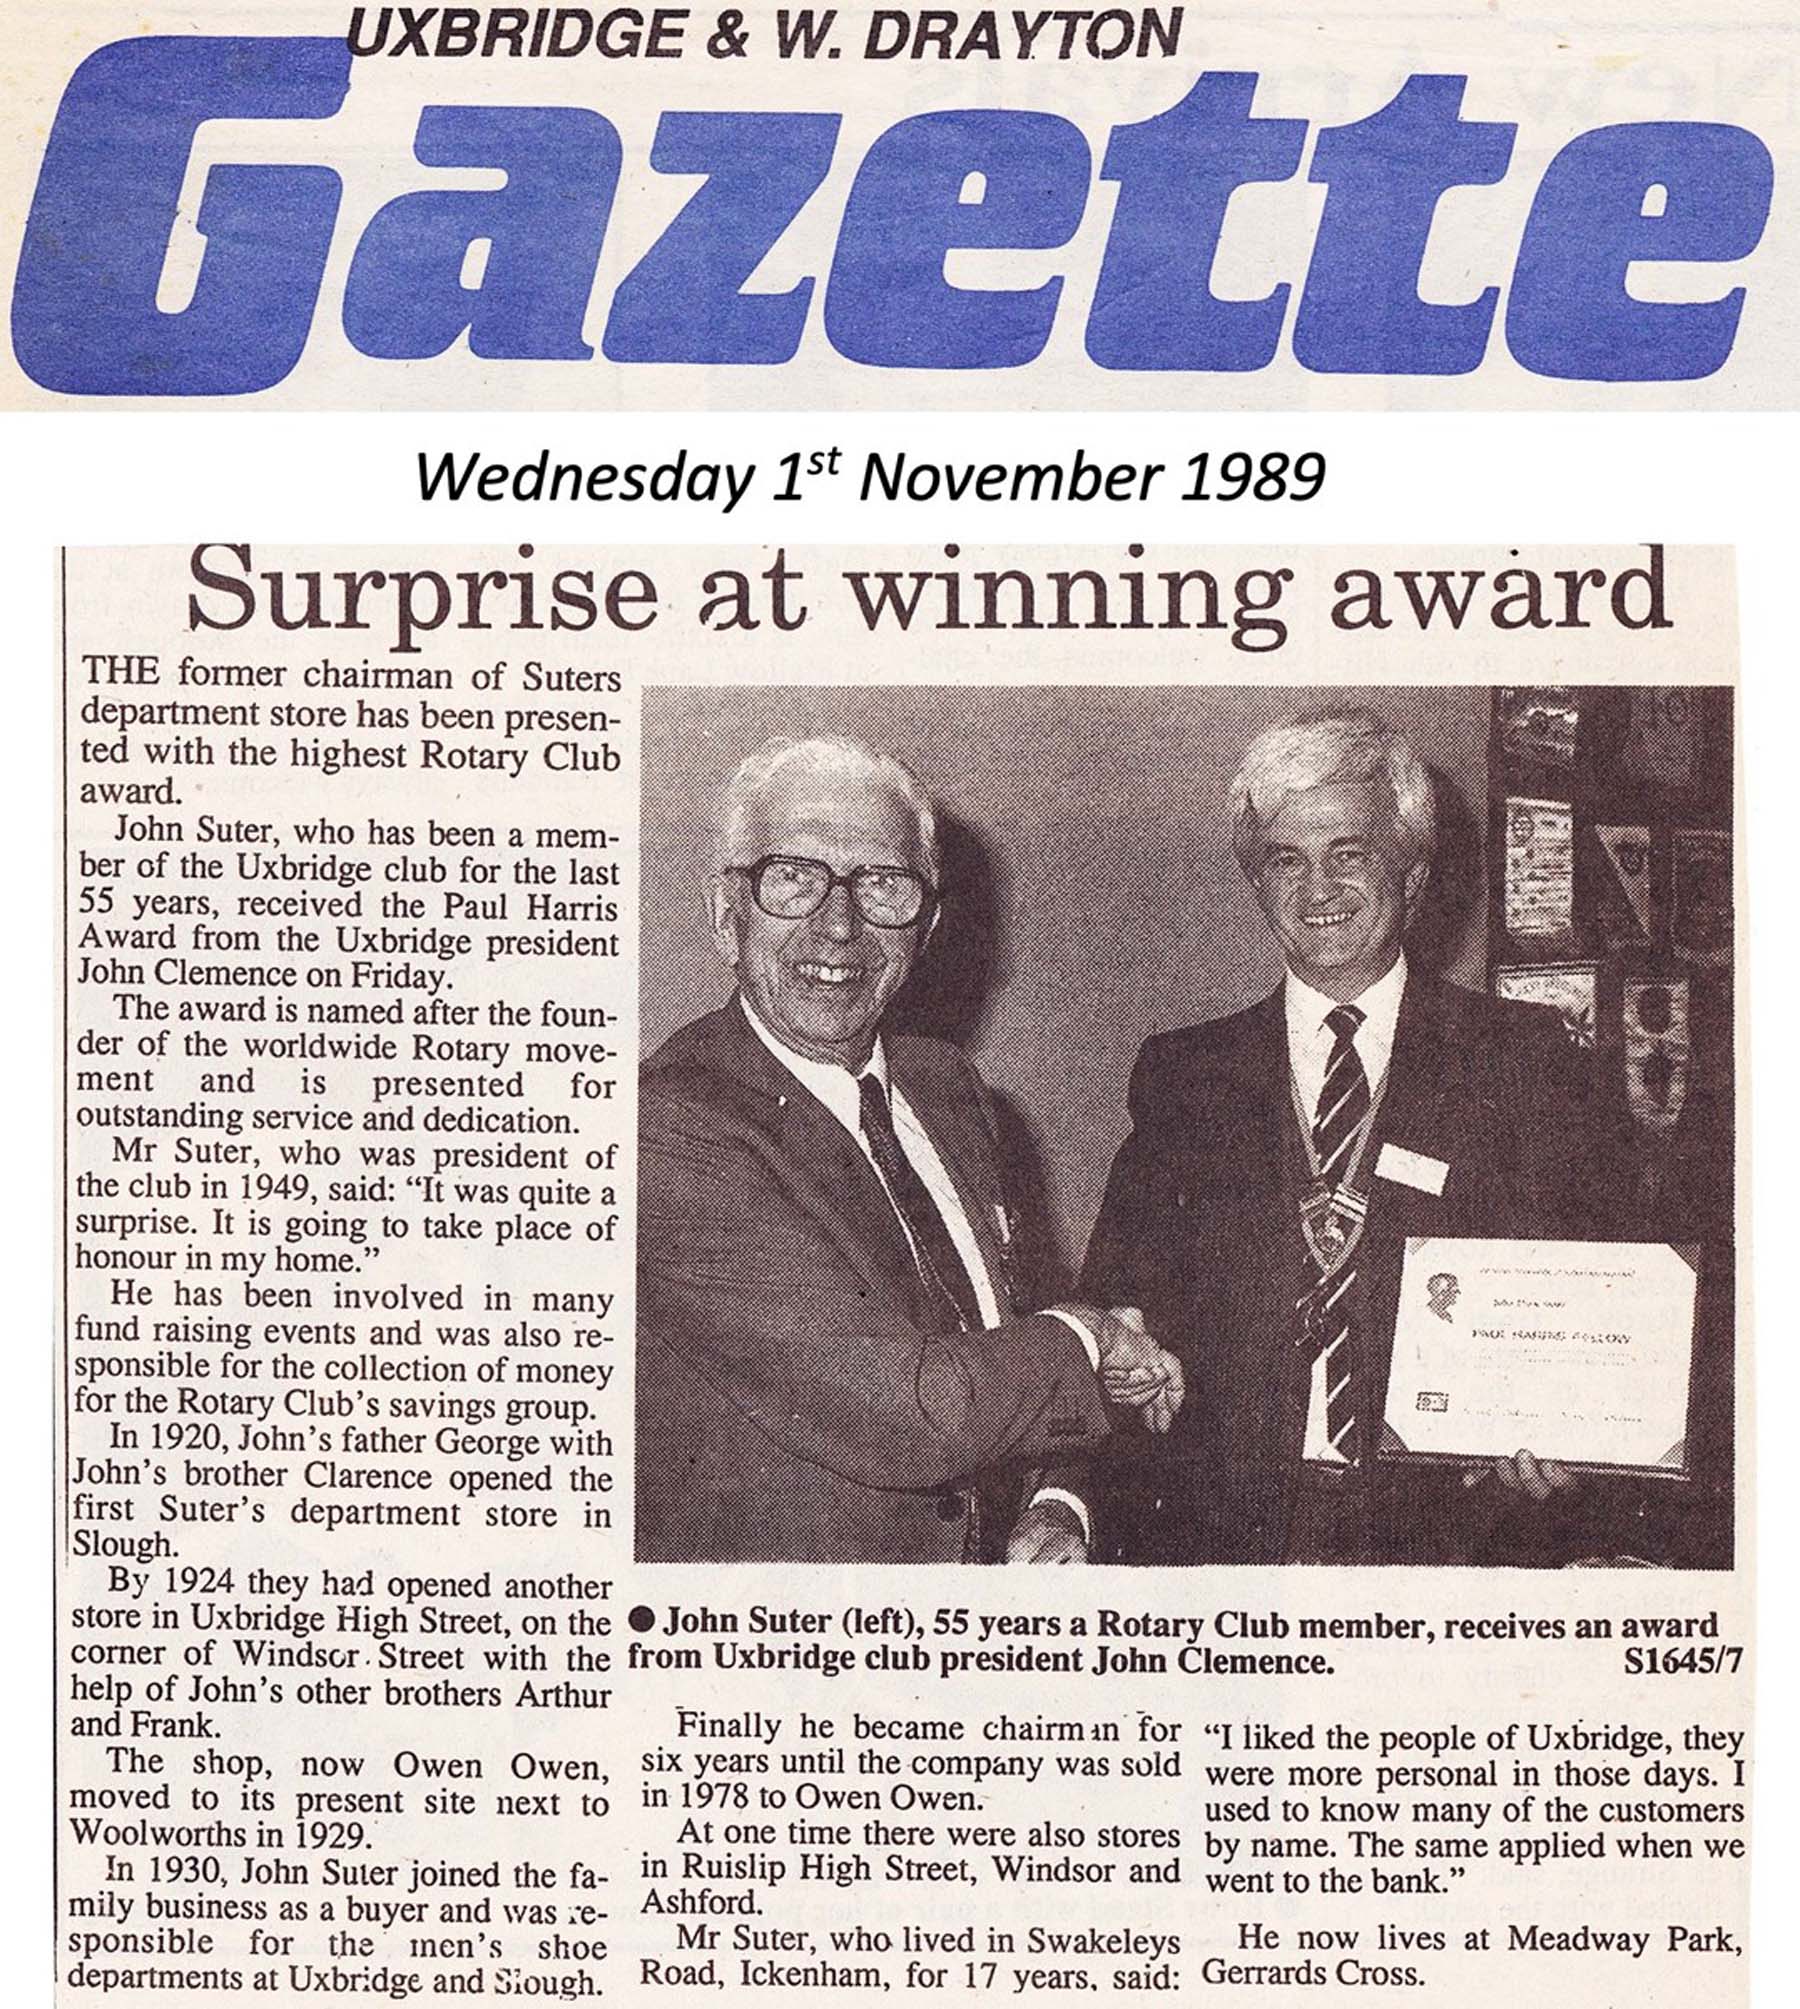 UXBRIDGE & W. DRAYTON
Gazette
Wednesday 1st November 1989
Surprise at winning award
THE former chairman of Suters
department store has been presen-
ted with the highest Rotary Club
award.
John Suter, who has been a mem-
ber of the Uxbridge club for the last
55 years, received the Paul Harris
Award from the Uxbridge president
John Clemence on Friday.
The award is named after the foun-
der of the worldwide Rotary move-
ment and is presented for
outstanding service and dedication.
Mr Suter, who was president of
the club in 1949, said: “It was quite a
surprise. It is going to take place of
honour in my home.”
He has been involved in many
fund raising events and was also re-
sponsible for the collection of money
for the Rotary Club’s savings group.
In 1920, John’s father George with
John’s brother Clarence opened the
first Suter’s department store in
Slough.
By 1924 they had opened another
store in Uxbridge High Street, on the
corner of Windsor Street with the
help of John’s other brothers Arthur
and Frank.
The shop, now Owen Owen,
moved to its present site next to
Woolworths in 1929.
In 1930, John Suter joined the fa-
mily business as a buyer and was re-
sponsible for the men’s shoe
departments at Uxbridge and Slough.
PAUL HARRIS FELLOW
● John Suter (left), 55 years a Rotary Club member, receives an award
from Uxbridge club president John Clemence. S1645/7
Finally he became chairman for
six years until the company was sold
in 1978 to Owen Owen.
At one time there were also stores
in Ruislip High Street, Windsor and
Ashford.
Mr Suter, who lived in Swakeleys
Road, Ickenham, for 17 years, said:
“I liked the people of Uxbridge, they
were more personal in those days. I
used to know many of the customers
by name. The same applied when we
went to the bank.”
He now lives at Meadway Park,
Gerrards Cross.